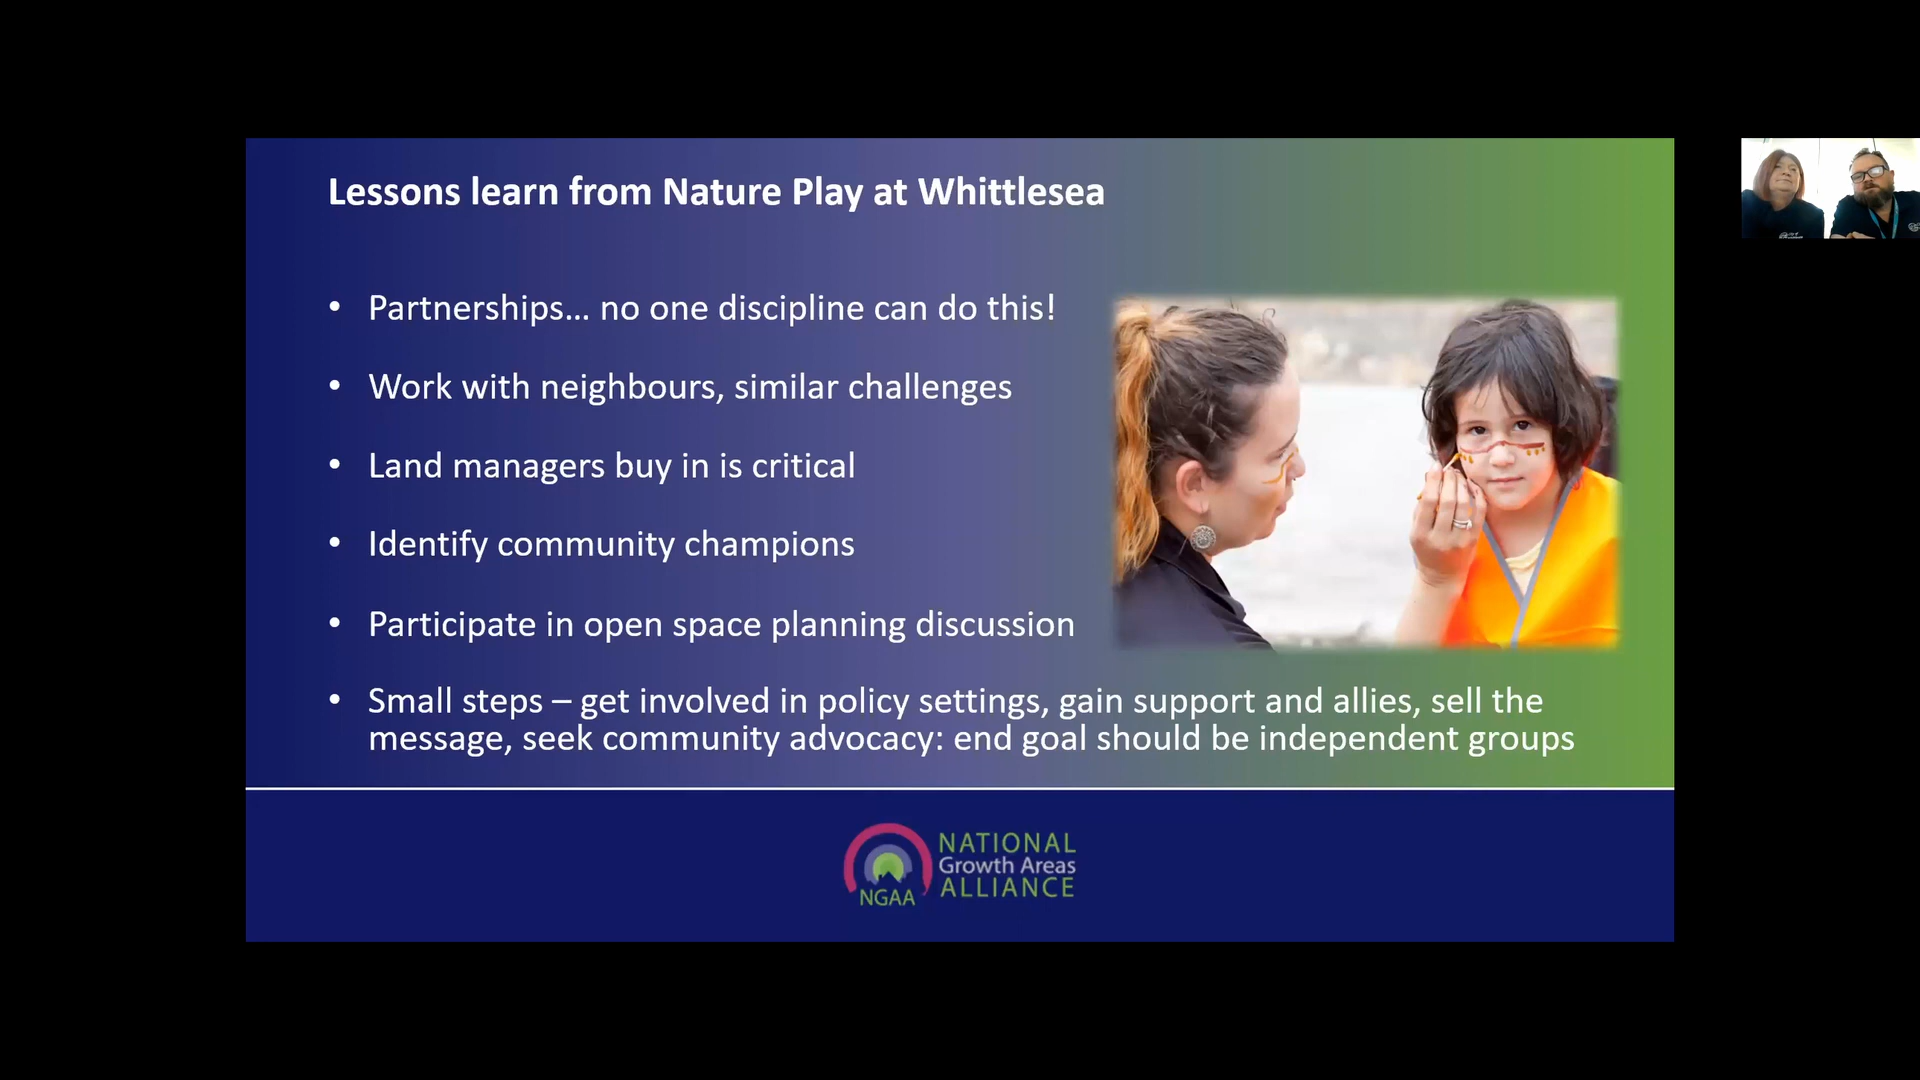 Lessons learn from Nature Play at Whittlesea
• Partnerships... no one discipline can do this!
• Work with neighbours, similar challenges
• Land managers buy in is critical
• Identify community champions
• Participate in open space planning discussion
• Small steps – get involved in policy settings, gain support and allies, sell the
message, seek community advocacy: end goal should be independent groups
NGAA
NATIONAL
Growth Areas
ALLIANCE